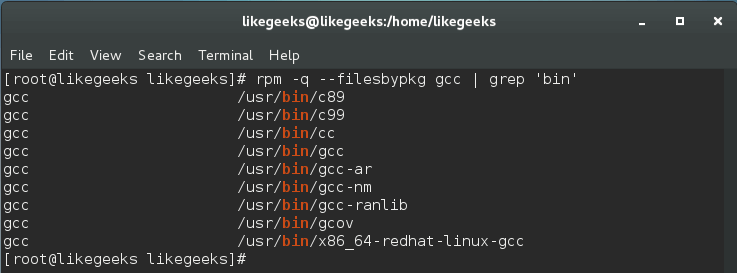 likegeeks@likegeeks:/home/likegeeks
File Edit View Search Terminal Help
[root@likegeeks likegeeks]# rpm -q --filesbypkg gcc | grep 'bin'
gcc /usr/bin/c89
gcc /usr/bin/c99
gcc /usr/bin/cc
gcc /usr/bin/gcc
gcc /usr/bin/gcc-ar
gcc /usr/bin/gcc-nm
gcc /usr/bin/gcc-ranlib
gcc /usr/bin/gcov
gcc /usr/bin/x86_64-redhat-linux-gcc
[root@likegeeks likegeeks]#